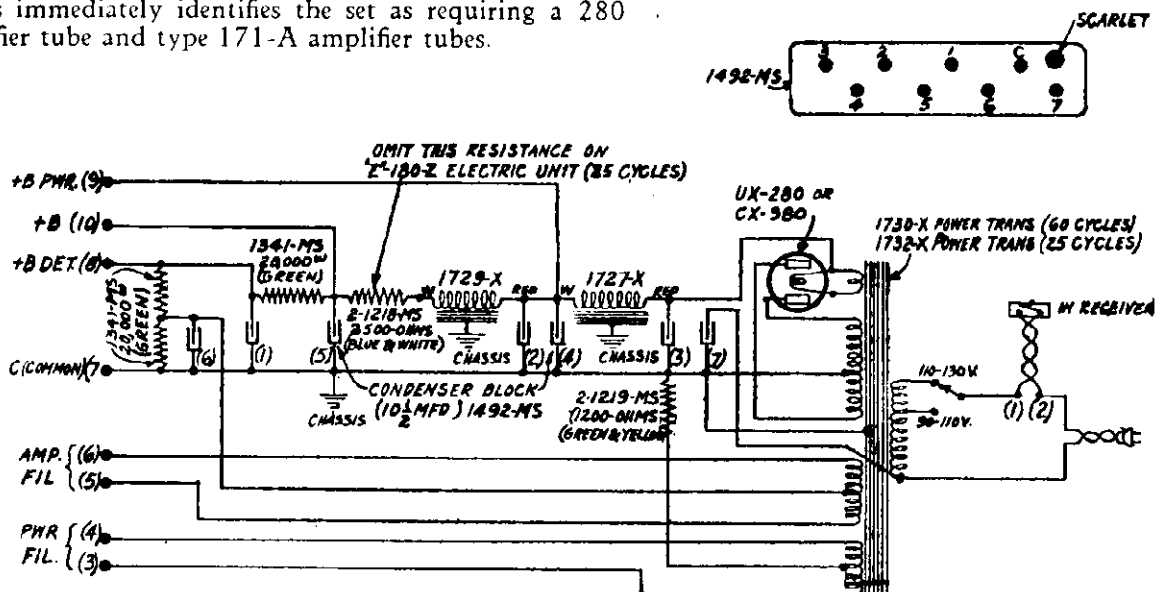 s immediately identifies the set as requiring a 280
fier tube and type 171-A amplifier tubes.
SCARLET
1492-MS
3 2 1 C
4 5 6 7
OMIT THIS RESISTANCE ON
"Z"-180-Z ELECTRIC UNIT (25 CYCLES)
+B PWR. (9)
+B (10)
+B DET. (8)
C (COMMON) (7
UX-280 OR
CX-380
1730-X POWER TRANS (60 CYCLES)
1732-X POWER TRANS (25 CYCLES)
1341-MS
20,000 ω
(GREEN)
1341-MS
20,000 ω
(GREEN)
W 1729-X RED W 1727-X RED
2-1218-MS
2500-OHMS
(BLUE & WHITE)
CHASSIS
CHASSIS
(6) (1) (5) (2) (4) (3) (7)
CHASSIS
CONDENSER BLOCK
(10 1/2 MFD) 1492-MS
2-1219-MS
1200-OHMS
(GREEN & YELLOW)
IN RECEIVER
110-130V.
90-110V.
(1) (2)
AMP. (6)
FIL (5)
PWR (4)
FIL. (3)